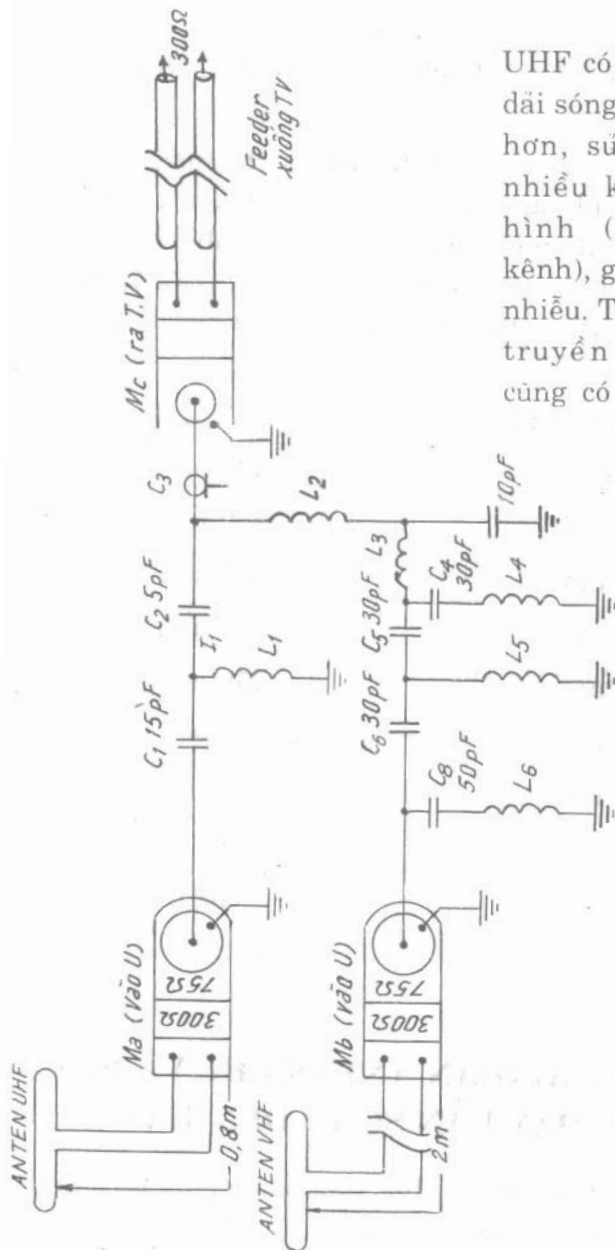 UHF có
dải sóng
hơn, sử
nhiều k
hình (
kênh), g
nhiễu. T
truyền
cũng có
ANTEN UHF
0,8m
Ma (vào U)
300Ω
75Ω
C₁ 15pF
I₁
L₁
C₂ 5pF
C₃
Mc (ra T.V)
300Ω
Feeder
xuống TV
L₂
10pF
L₃
C₄
30pF
L₄
C₅ 30pF
L₅
C₆ 30pF
C₈
50pF
L₆
ANTEN VHF
2m
Mb (vào U)
300Ω
75Ω